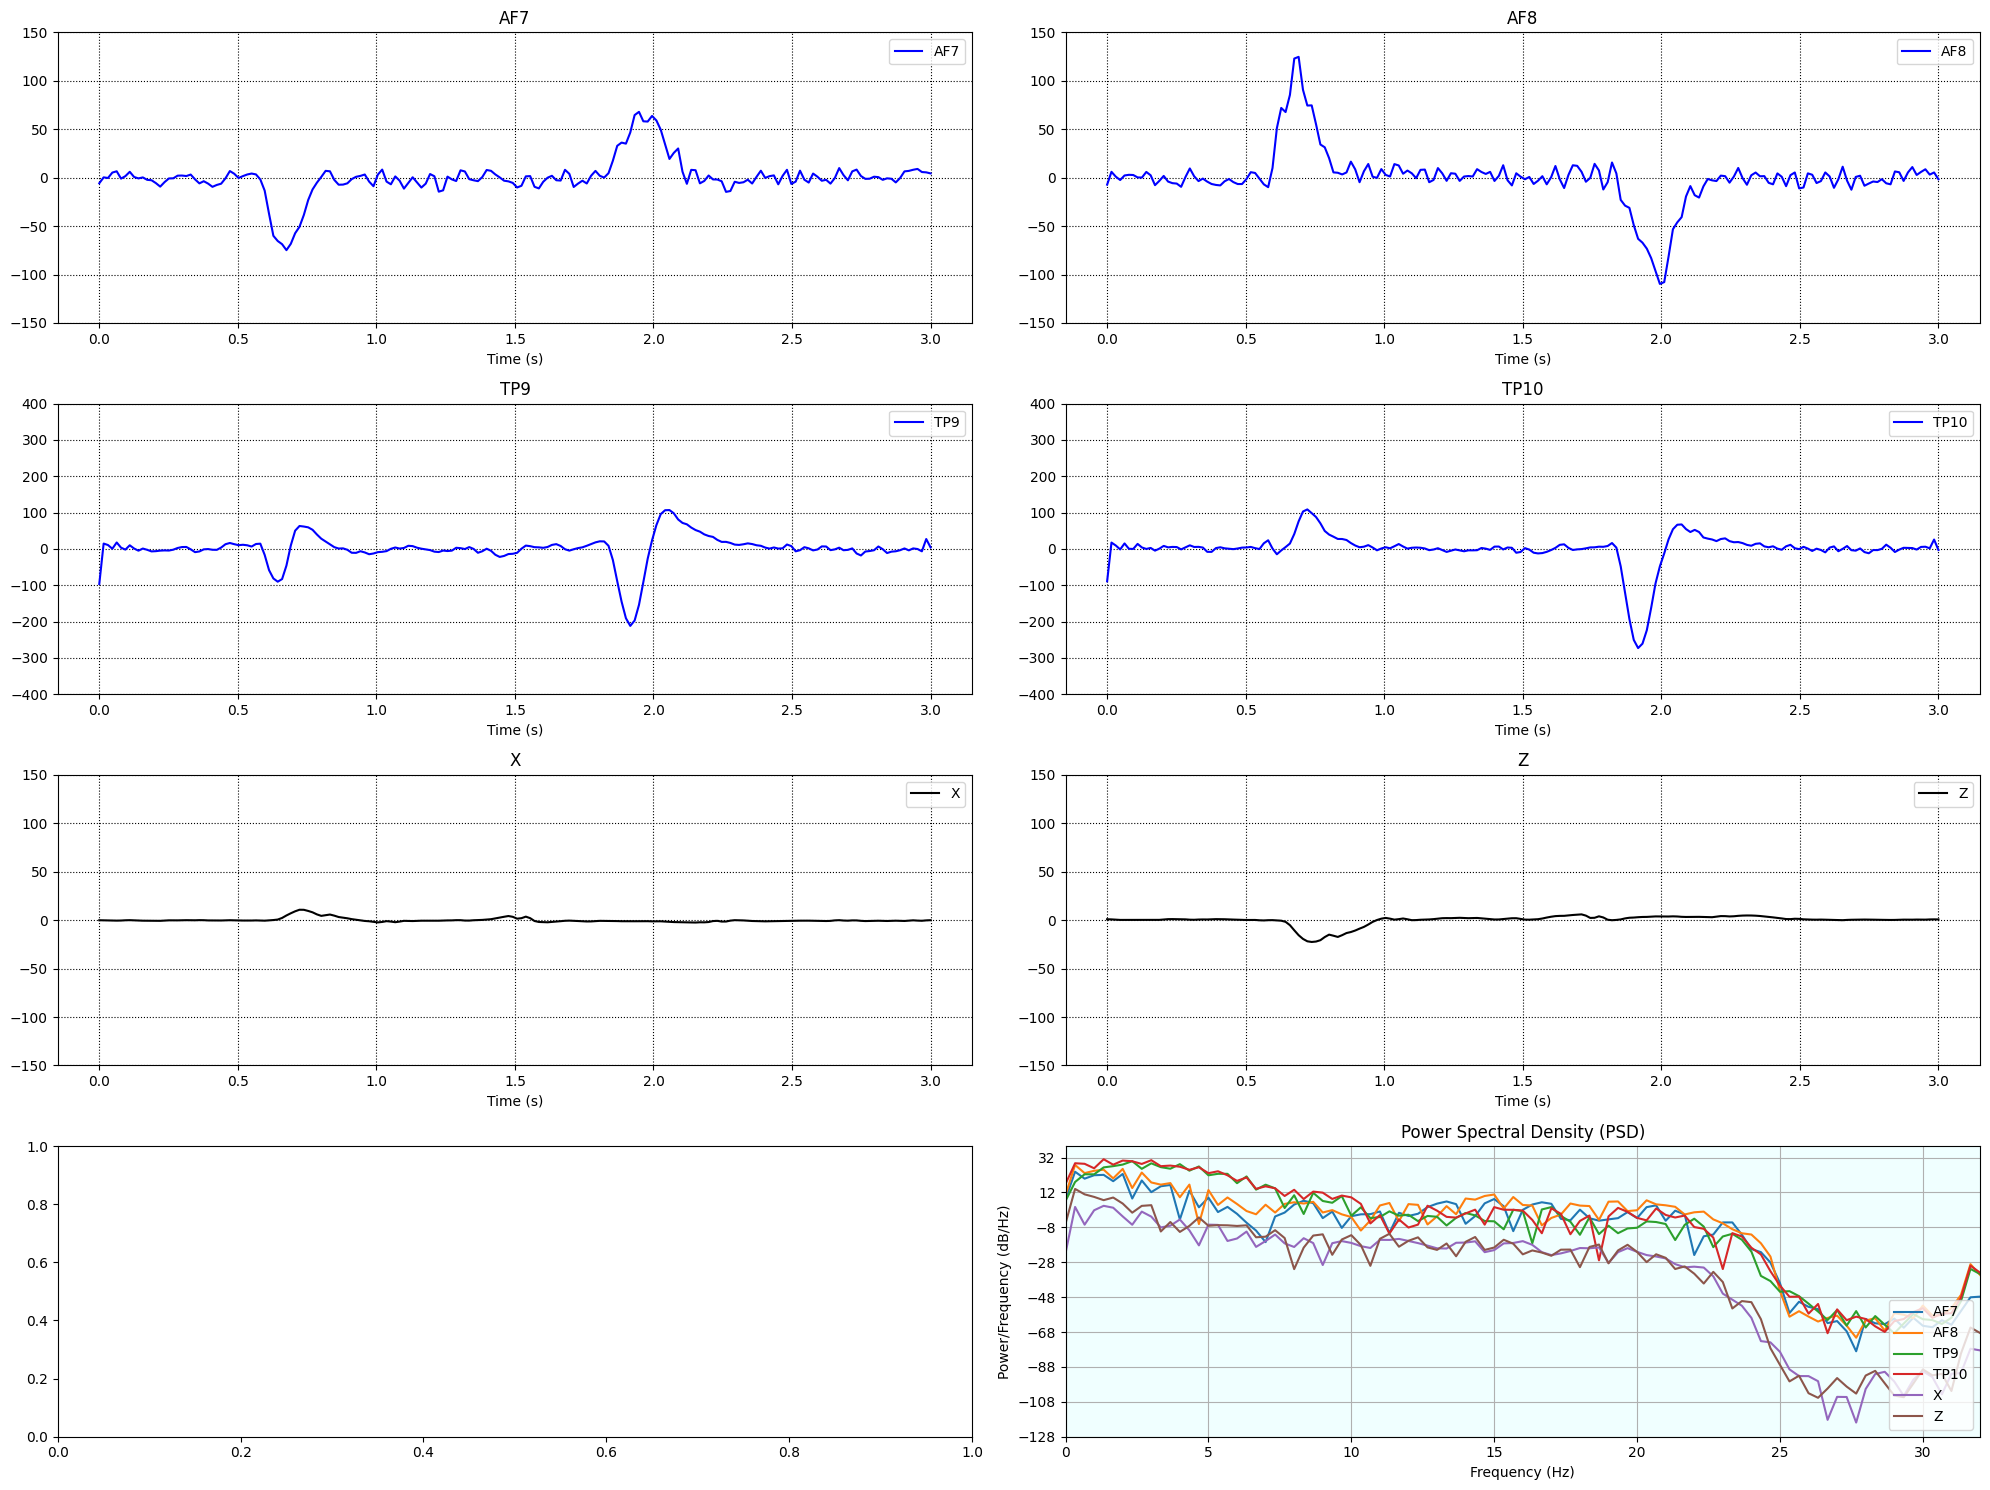 AF7
150
100
50
0
−50
−100
−150
AF7
0.0 0.5 1.0 1.5 2.0 2.5 3.0
Time (s)
AF8
150
100
50
0
−50
−100
−150
AF8
0.0 0.5 1.0 1.5 2.0 2.5 3.0
Time (s)
TP9
400
300
200
100
0
−100
−200
−300
−400
TP9
0.0 0.5 1.0 1.5 2.0 2.5 3.0
Time (s)
TP10
400
300
200
100
0
−100
−200
−300
−400
TP10
0.0 0.5 1.0 1.5 2.0 2.5 3.0
Time (s)
X
150
100
50
0
−50
−100
−150
X
0.0 0.5 1.0 1.5 2.0 2.5 3.0
Time (s)
Z
150
100
50
0
−50
−100
−150
Z
0.0 0.5 1.0 1.5 2.0 2.5 3.0
Time (s)
1.0
0.8
0.6
0.4
0.2
0.0
0.0 0.2 0.4 0.6 0.8 1.0
Power Spectral Density (PSD)
Power/Frequency (dB/Hz)
32
12
−8
−28
−48
−68
−88
−108
−128
AF7
AF8
TP9
TP10
X
Z
0 5 10 15 20 25 30
Frequency (Hz)